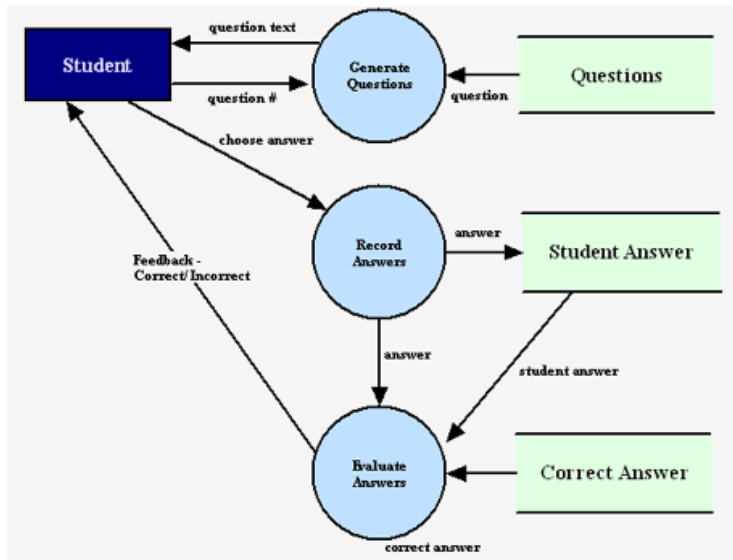 question text
Student
Generate
Questions
Questions
question #
question
choose answer
Record
Answers
answer
Student Answer
Feedback -
Correct/Incorrect
answer
student answer
Evaluate
Answers
Correct Answer
correct answer